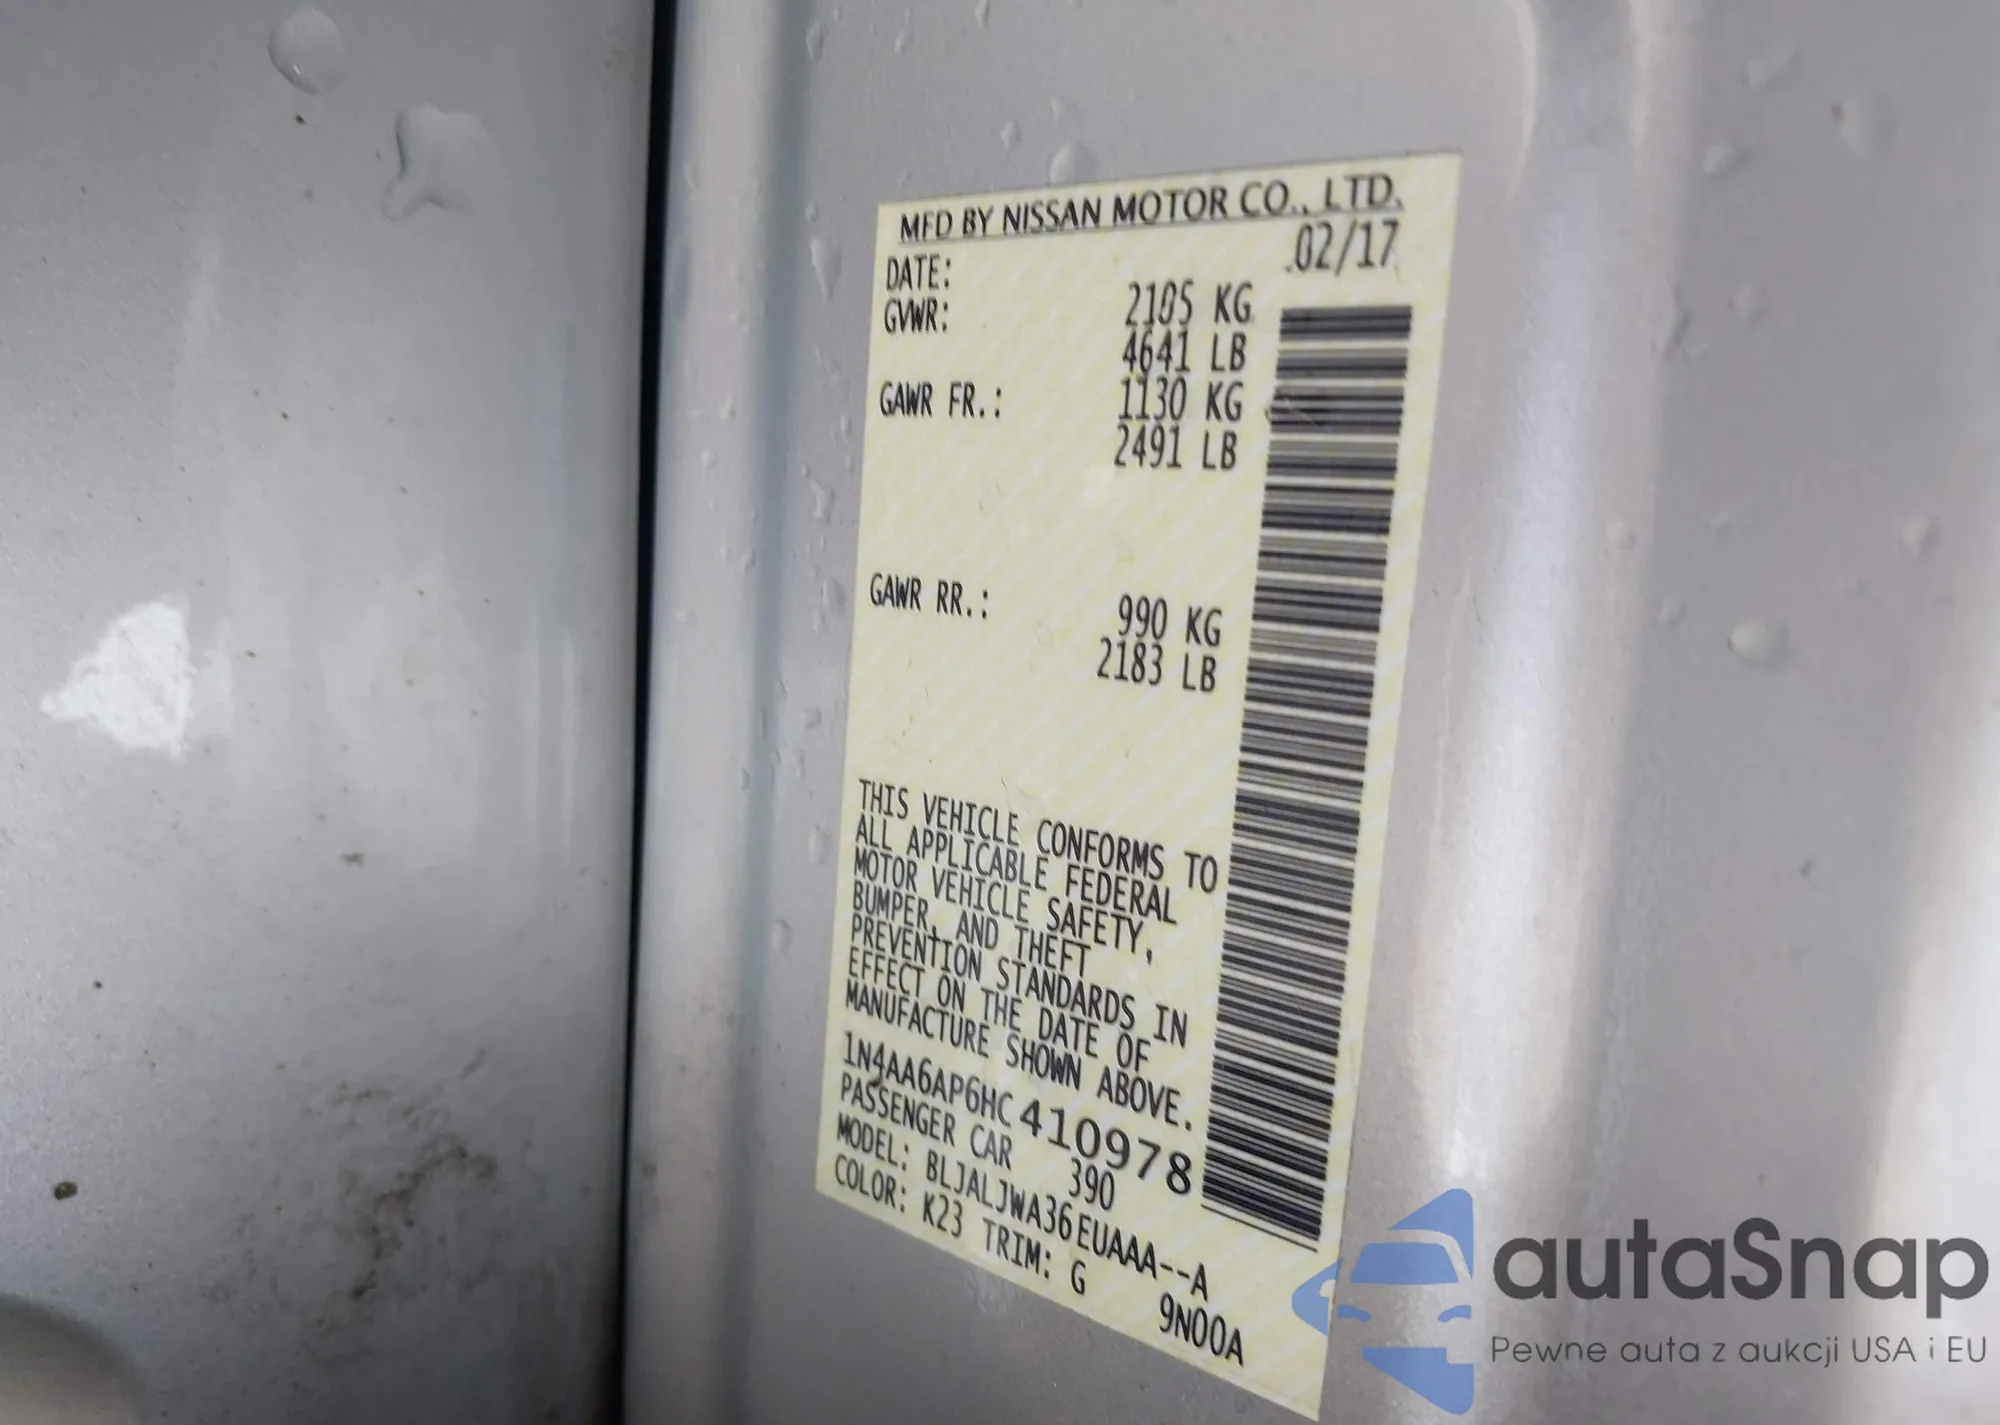 MFD BY NISSAN MOTOR CO., LTD.
DATE: 02/17
GVWR: 2105 KG
4641 LB
GAWR FR.: 1130 KG
2491 LB
GAWR RR.: 990 KG
2183 LB
THIS VEHICLE CONFORMS TO
ALL APPLICABLE FEDERAL
MOTOR VEHICLE SAFETY,
BUMPER, AND THEFT
PREVENTION STANDARDS IN
EFFECT ON THE DATE OF
MANUFACTURE SHOWN ABOVE.
1N4AA6AP6HC410978
PASSENGER CAR 390
MODEL: BLJALJWA36EUAAA--A
COLOR: K23 TRIM: G 9N00A
autoSnap
Pewne auta z aukcji USA i EU